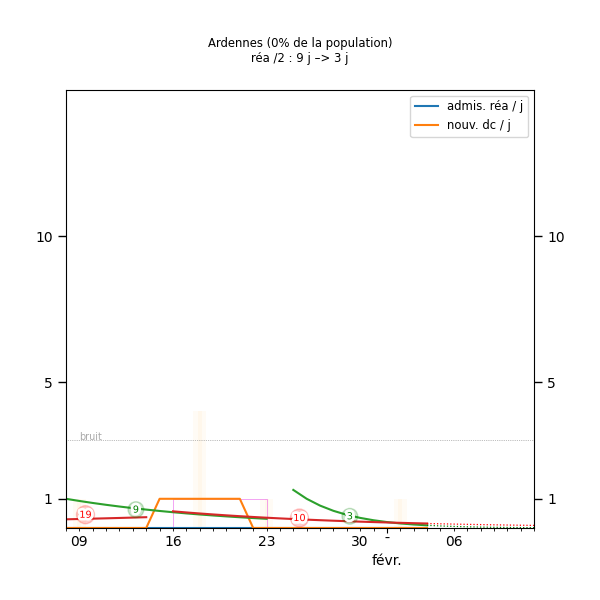 Ardennes (0% de la population)
réa /2 : 9 j –> 3 j
admis. réa / j
nouv. dc / j
10 10
5 5
bruit
1 1
19 9 10 3
09 16 23 30 - 06
févr.